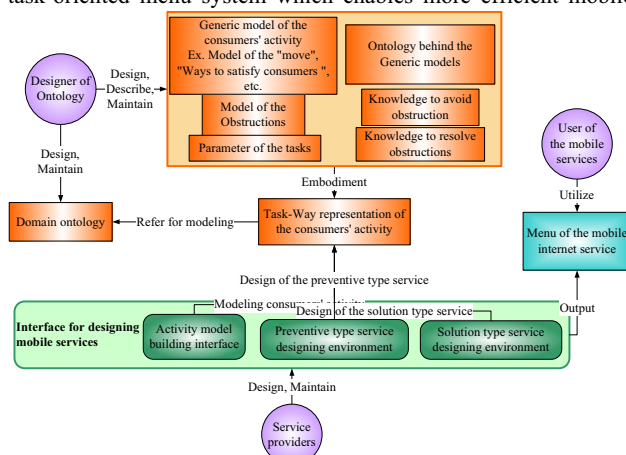 task-oriented menu system which enables more efficient mobile
Generic model of the
consumers' activity
Ex. Model of the "move",
"Ways to satisfy consumers ",
etc.
Ontology behind the
Generic models
Designer of
Ontology
Design,
Describe,
Maintain
Model of the
Obstructions
Knowledge to avoid
obstruction
Parameter of the tasks
Knowledge to resolve
obstructions
User of
the mobile
services
Design,
Maintain
Embodiment
Utilize
Domain ontology
Refer for modeling
Task-Way representation of
the consumers' activity
Menu of the mobile
internet service
Design of the preventive type service
Modeling consumers' activity
Design of the solution type service
Output
Interface for designing
mobile services
Activity model
building interface
Preventive type service
designing environment
Solution type service
designing environment
Design, Maintain
Service
providers